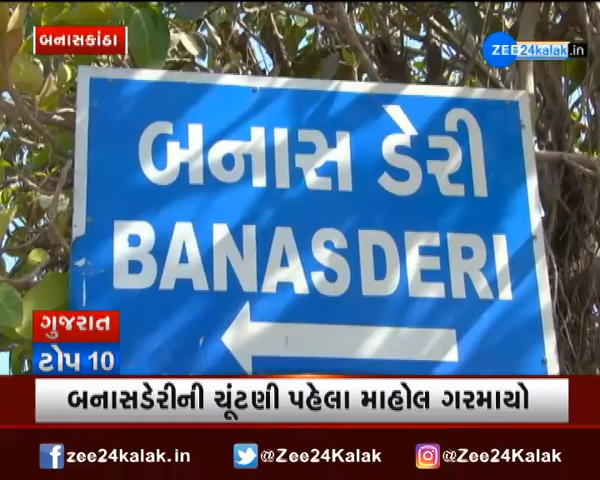 બનાસકાંઠા
ZEE24kalak.in
બનાસ ડેરી
BANASDERI
ગુજરાત
ટોપ 10
બનાસડેરીની ચૂંટણી પહેલા માહોલ ગરમાયો
zee24kalak.in
@Zee24Kalak
@Zee24Kalak